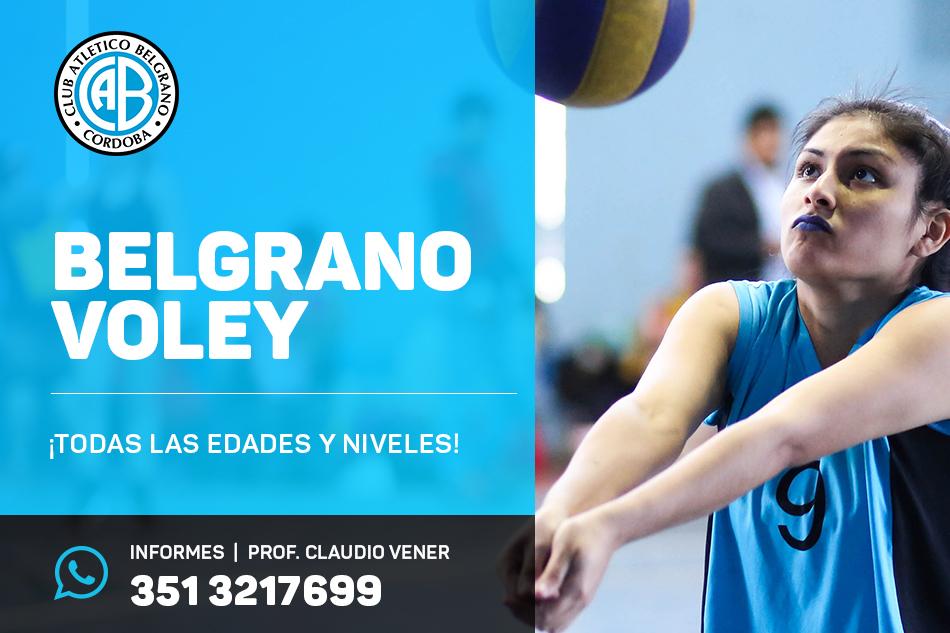 CLUB ATLETICO BELGRANO
CAB
• CORDOBA •
BELGRANO
VOLEY
¡TODAS LAS EDADES Y NIVELES!
INFORMES | PROF. CLAUDIO VENER
351 3217699
9